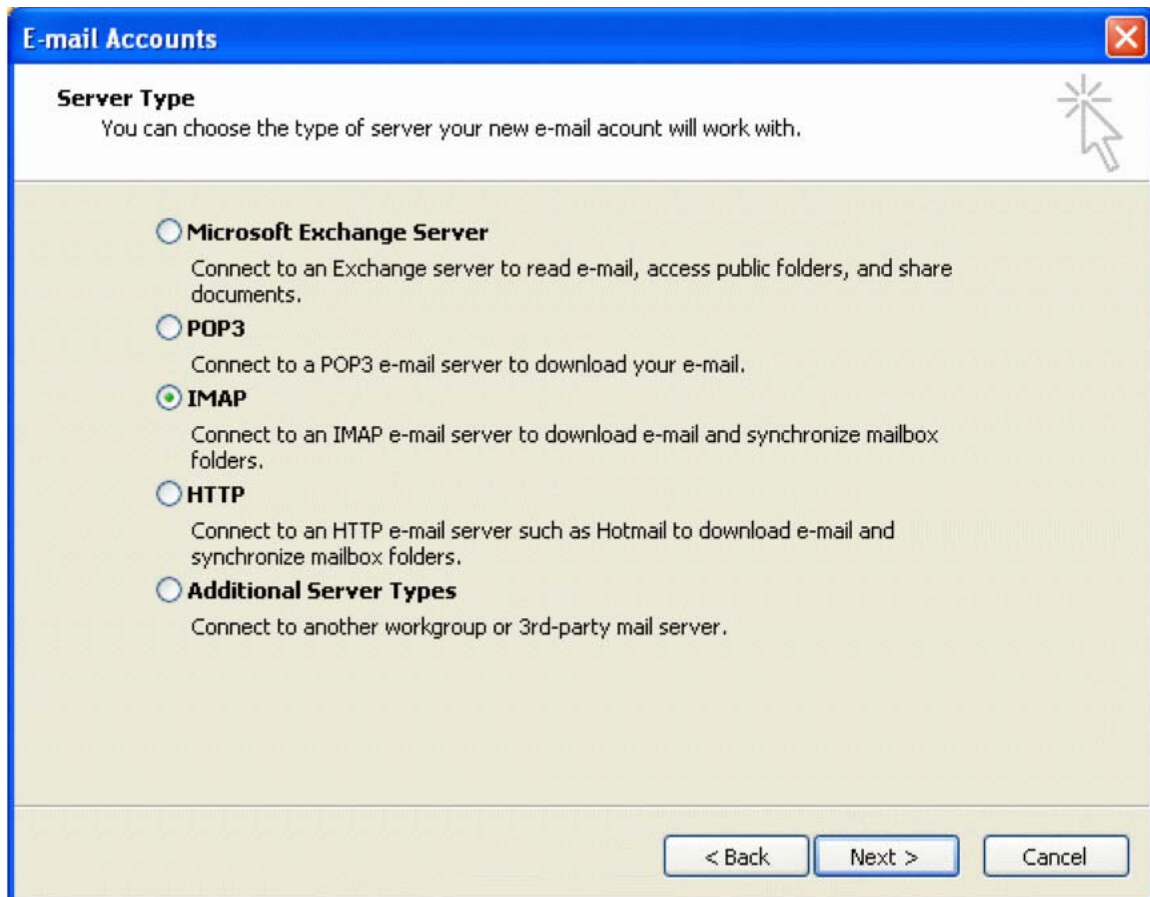 E-mail Accounts
Server Type
You can choose the type of server your new e-mail acount will work with.
Microsoft Exchange Server
Connect to an Exchange server to read e-mail, access public folders, and share
documents.
POP3
Connect to a POP3 e-mail server to download your e-mail.
IMAP
Connect to an IMAP e-mail server to download e-mail and synchronize mailbox
folders.
HTTP
Connect to an HTTP e-mail server such as Hotmail to download e-mail and
synchronize mailbox folders.
Additional Server Types
Connect to another workgroup or 3rd-party mail server.
< Back Next > Cancel